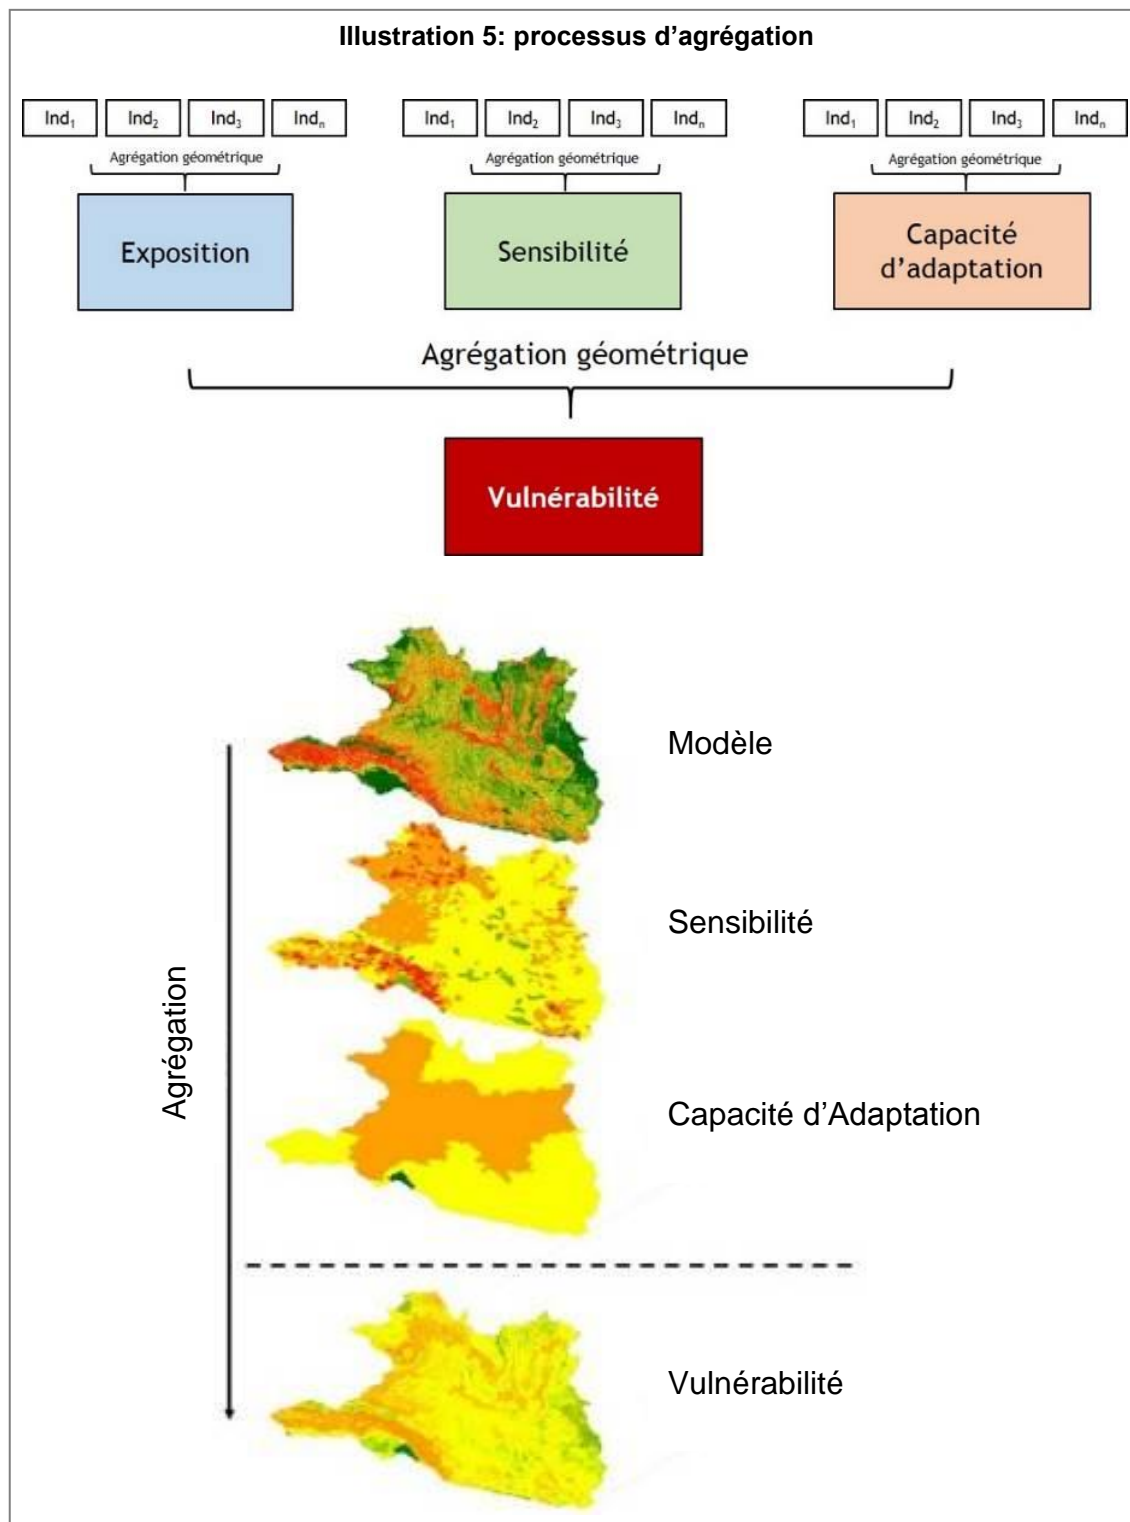 Illustration 5: processus d'agrégation
Ind₁ Ind₂ Ind₃ Indₙ Ind₁ Ind₂ Ind₃ Indₙ Ind₁ Ind₂ Ind₃ Indₙ
Agrégation géométrique Agrégation géométrique Agrégation géométrique
Exposition
Sensibilité
Capacité
d'adaptation
Agrégation géométrique
Vulnérabilité
Agrégation
Modèle
Sensibilité
Capacité d'Adaptation
Vulnérabilité